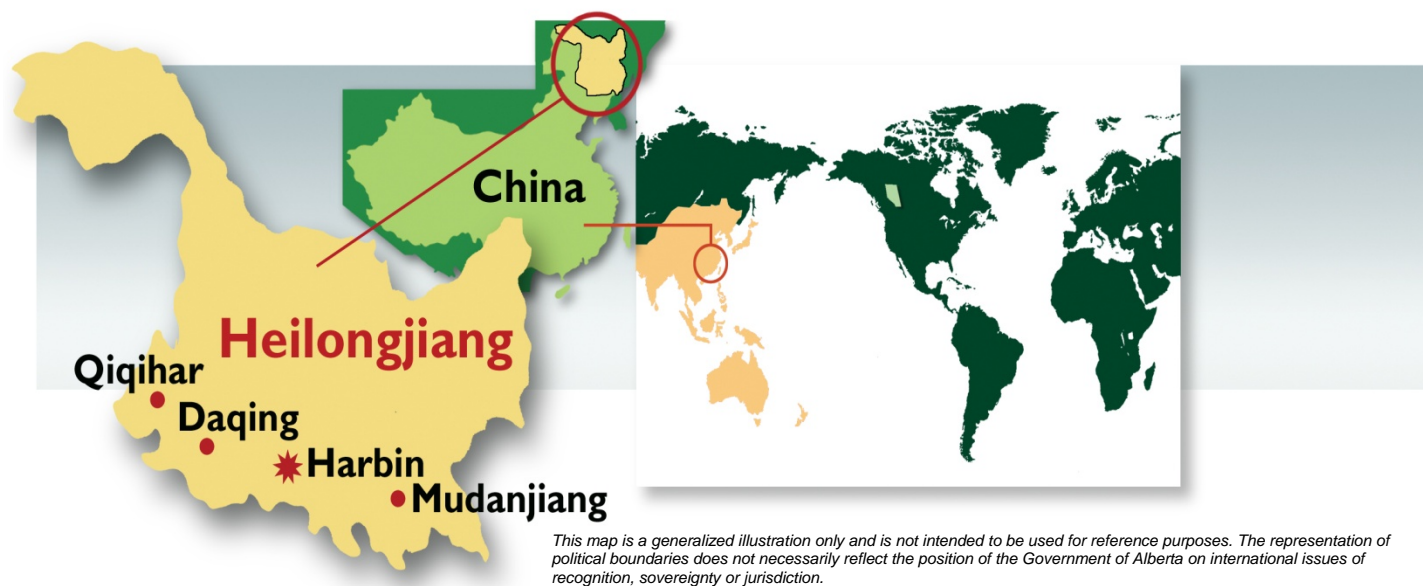 China
Heilongjiang
Qiqihar
Daqing
Harbin
Mudanjiang
This map is a generalized illustration only and is not intended to be used for reference purposes. The representation of
political boundaries does not necessarily reflect the position of the Government of Alberta on international issues of
recognition, sovereignty or jurisdiction.